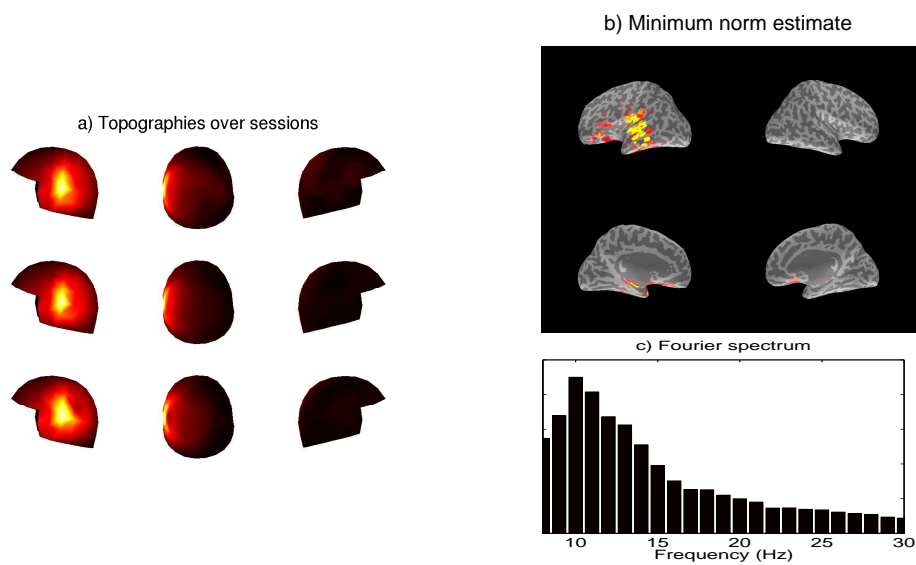 a) Topographies over sessions
b) Minimum norm estimate
c) Fourier spectrum
10 15 20 25 30
Frequency (Hz)